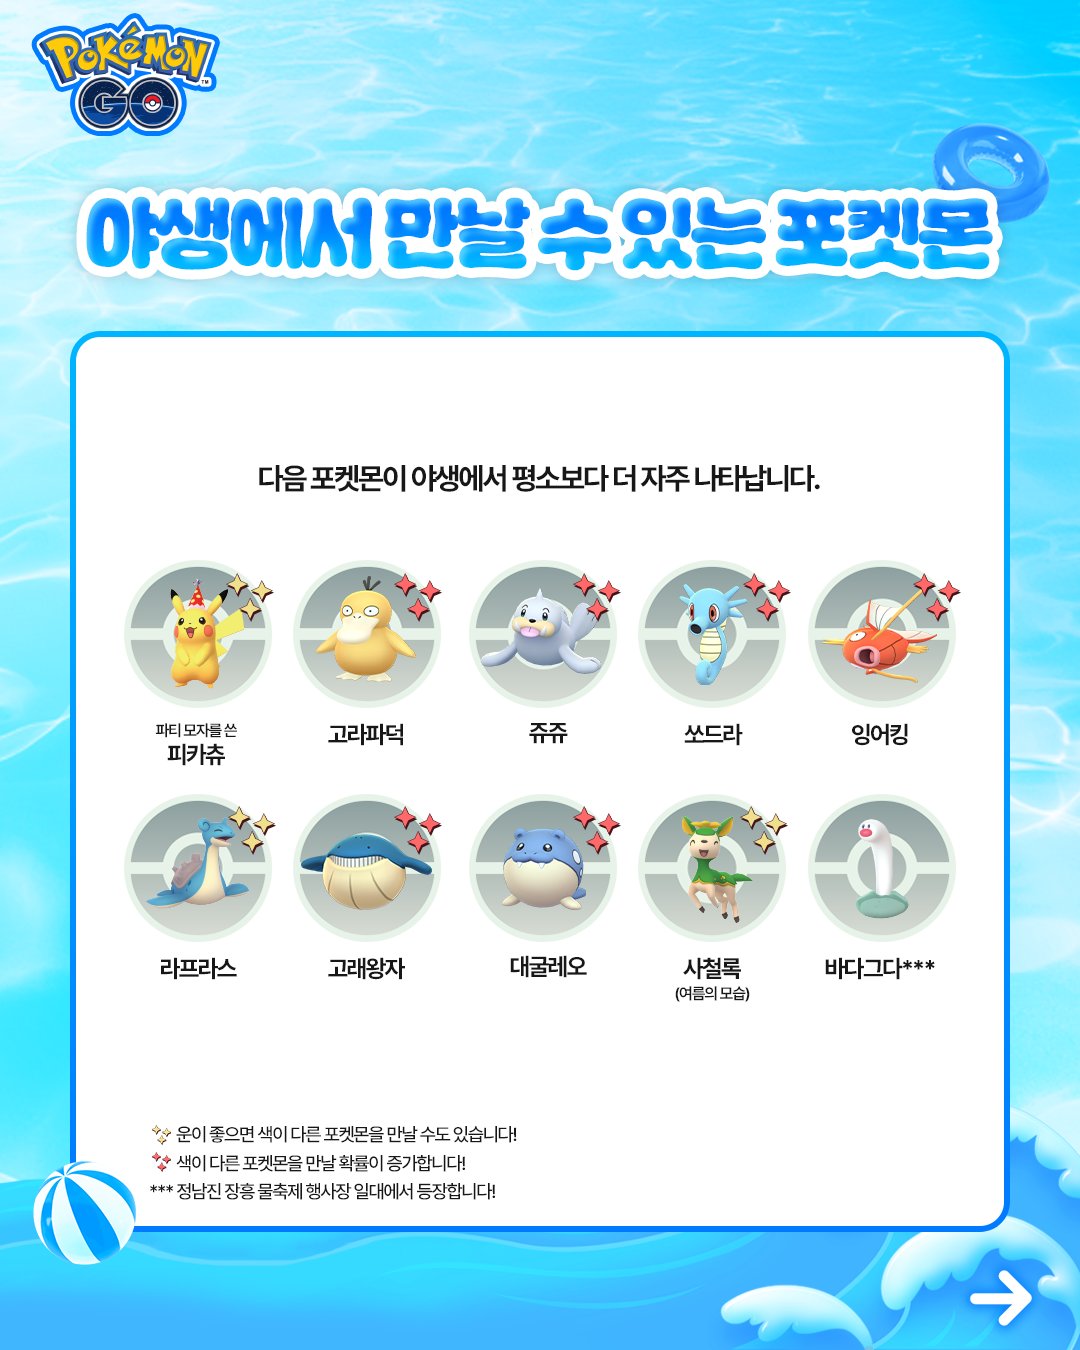 POKéMON
GO
TM
야생에서 만날 수 있는 포켓몬
다음 포켓몬이 야생에서 평소보다 더 자주 나타납니다.
파티 모자를 쓴
피카츄
고라파덕
쥬쥬
쏘드라
잉어킹
라프라스
고래왕자
대굴레오
사철록
(여름의 모습)
바다그다***
운이 좋으면 색이 다른 포켓몬을 만날 수도 있습니다!
색이 다른 포켓몬을 만날 확률이 증가합니다!
*** 정남진 장흥 물축제 행사장 일대에서 등장합니다!